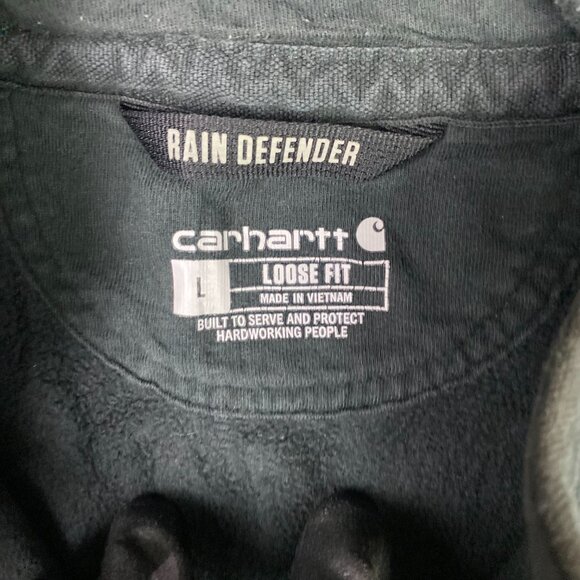 RAIN DEFENDER
carhartt
L
LOOSE FIT
MADE IN VIETNAM
BUILT TO SERVE AND PROTECT
HARDWORKING PEOPLE